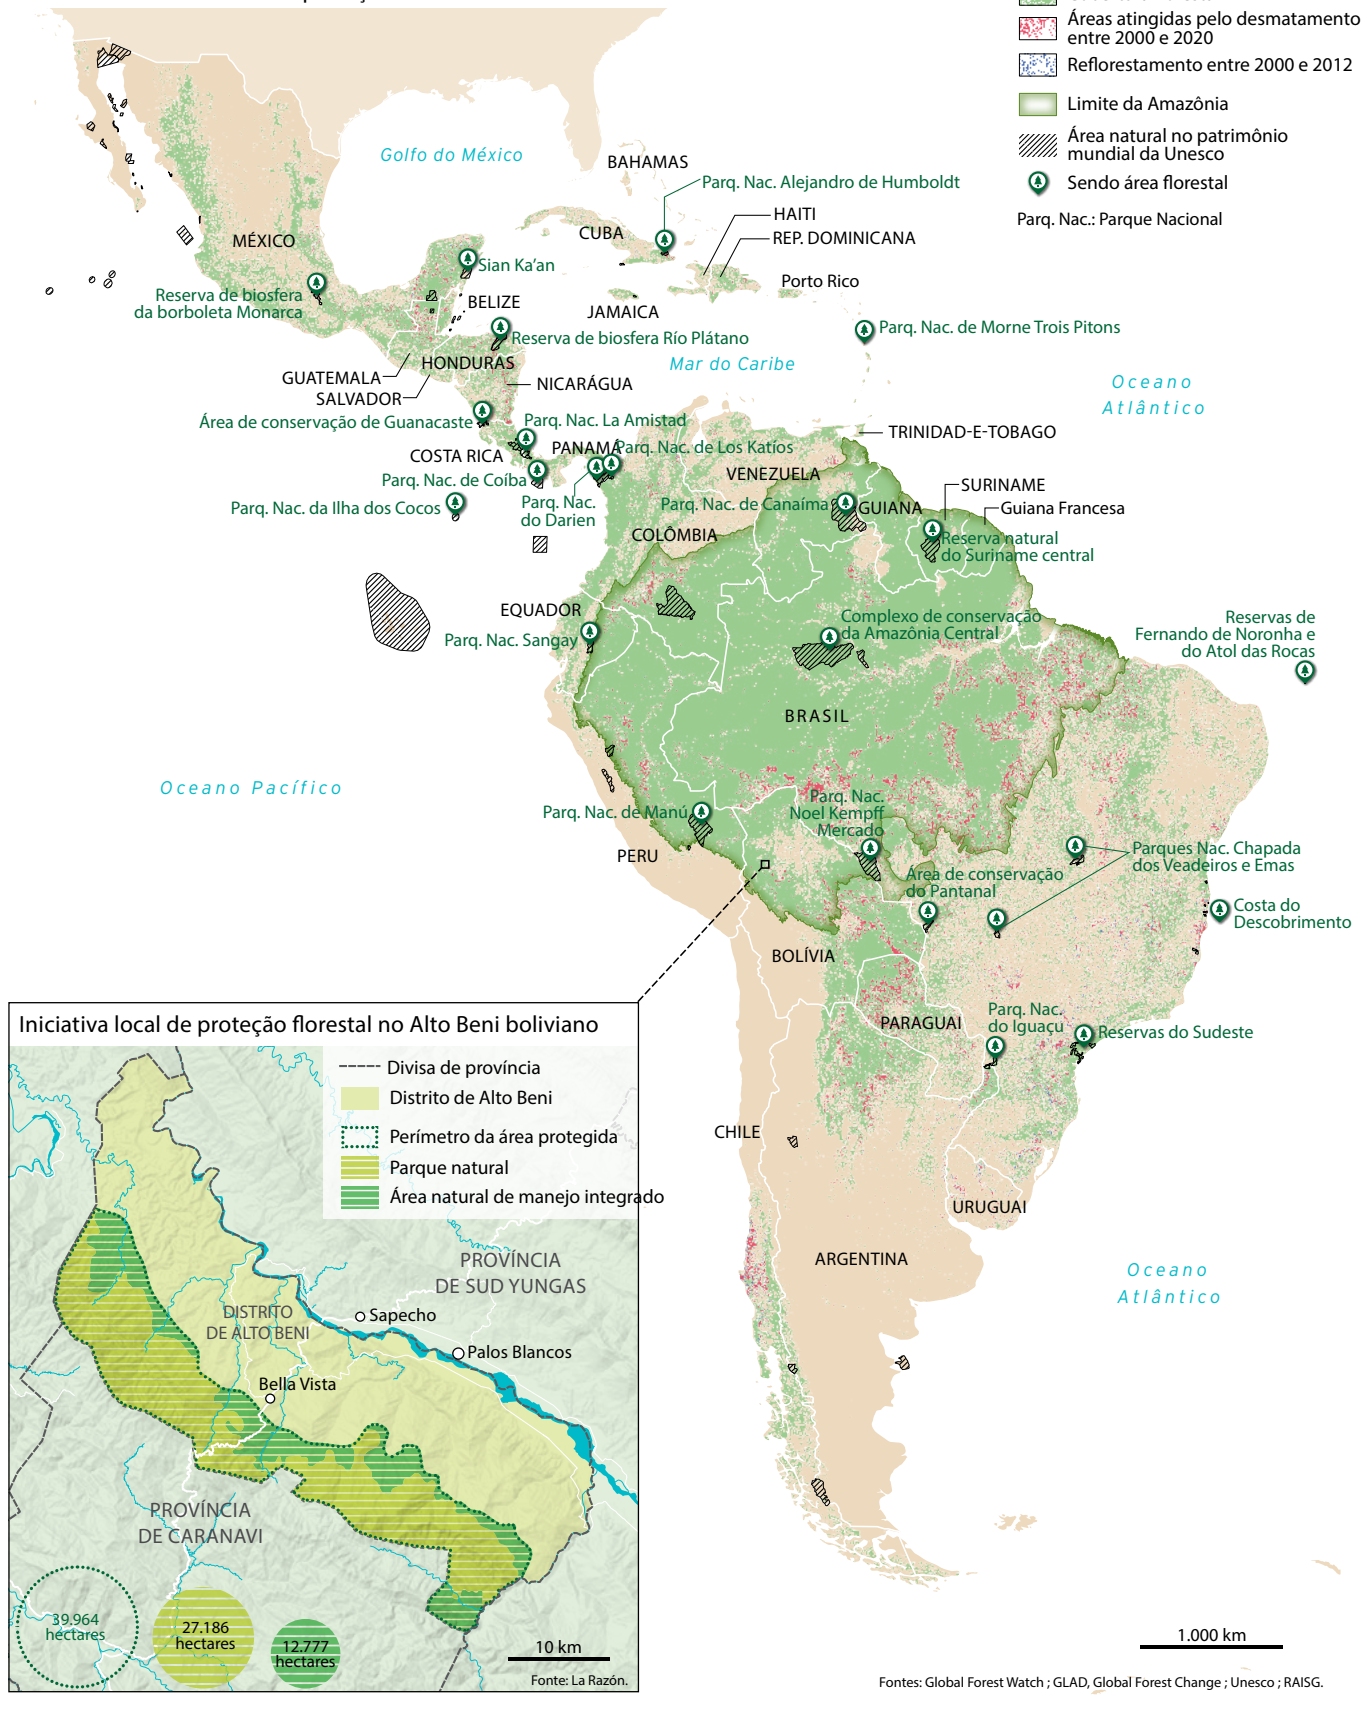 Áreas atingidas pelo desmatamento
entre 2000 e 2020
Reflorestamento entre 2000 e 2012
Limite da Amazônia
Área natural no patrimônio
mundial da Unesco
Sendo área florestal
Parq. Nac.: Parque Nacional
Golfo do México
BAHAMAS
Parq. Nac. Alejandro de Humboldt
HAITI
CUBA
REP. DOMINICANA
MÉXICO
Sian Ka'an
Porto Rico
Reserva de biosfera
da borboleta Monarca
BELIZE
JAMAICA
Parq. Nac. de Morne Trois Pitons
Reserva de biosfera Río Plátano
Mar do Caribe
HONDURAS
GUATEMALA
NICARÁGUA
SALVADOR
Oceano
Atlântico
Área de conservação de Guanacaste
Parq. Nac. La Amistad
TRINIDAD-E-TOBAGO
COSTA RICA
PANAMÁ
Parq. Nac. de Los Katíos
VENEZUELA
Parq. Nac. de Coíba
SURINAME
Parq. Nac. da Ilha dos Cocos
Parq. Nac.
do Darien
Parq. Nac. de Canaíma
GUIANA
Guiana Francesa
COLÔMBIA
Reserva natural
do Suriname central
EQUADOR
Parq. Nac. Sangay
Complexo de conservação
da Amazônia Central
Reservas de
Fernando de Noronha e
do Atol das Rocas
BRASIL
Oceano Pacífico
Parq. Nac. de Manú
Parq. Nac.
Noel Kempff
Mercado
PERU
Parques Nac. Chapada
dos Veadeiros e Emas
Área de conservação
do Pantanal
Costa do
Descobrimento
BOLÍVIA
PARAGUAI
Parq. Nac.
do Iguaçu
Reservas do Sudeste
CHILE
URUGUAI
ARGENTINA
Oceano
Atlântico
Iniciativa local de proteção florestal no Alto Beni boliviano
Divisa de província
Distrito de Alto Beni
Perímetro da área protegida
Parque natural
Área natural de manejo integrado
PROVÍNCIA
DE SUD YUNGAS
DISTRITO
DE ALTO BENI
Sapecho
Palos Blancos
Bella Vista
PROVÍNCIA
DE CARANAVI
39.964
hectares
27.186
hectares
12.777
hectares
10 km
Fonte: La Razón.
1.000 km
Fontes: Global Forest Watch ; GLAD, Global Forest Change ; Unesco ; RAISG.